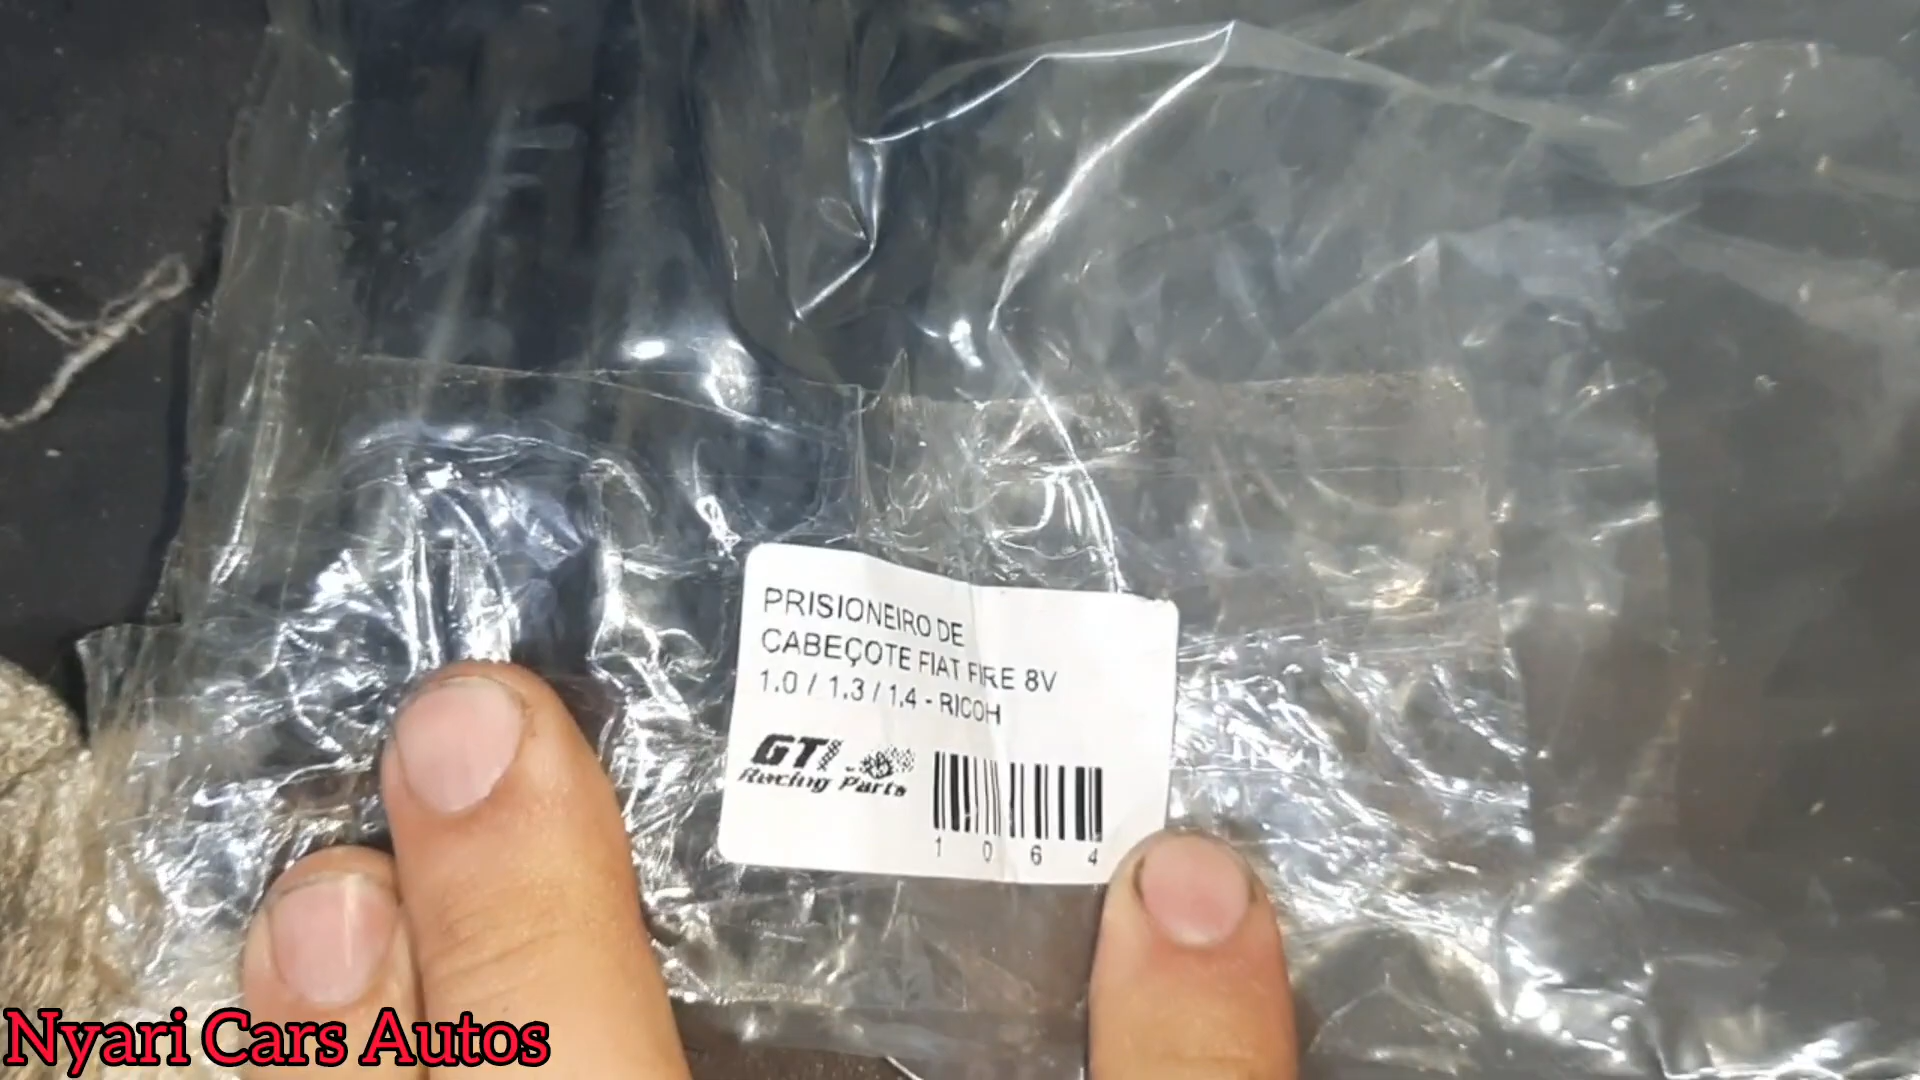 PRISIONEIRO DE
CABEÇOTE FIAT FIRE 8V
1.0 / 1.3 / 1.4 - RICOH
GTI
Racing Parts
1 0 6 4
Nyari Cars Autos